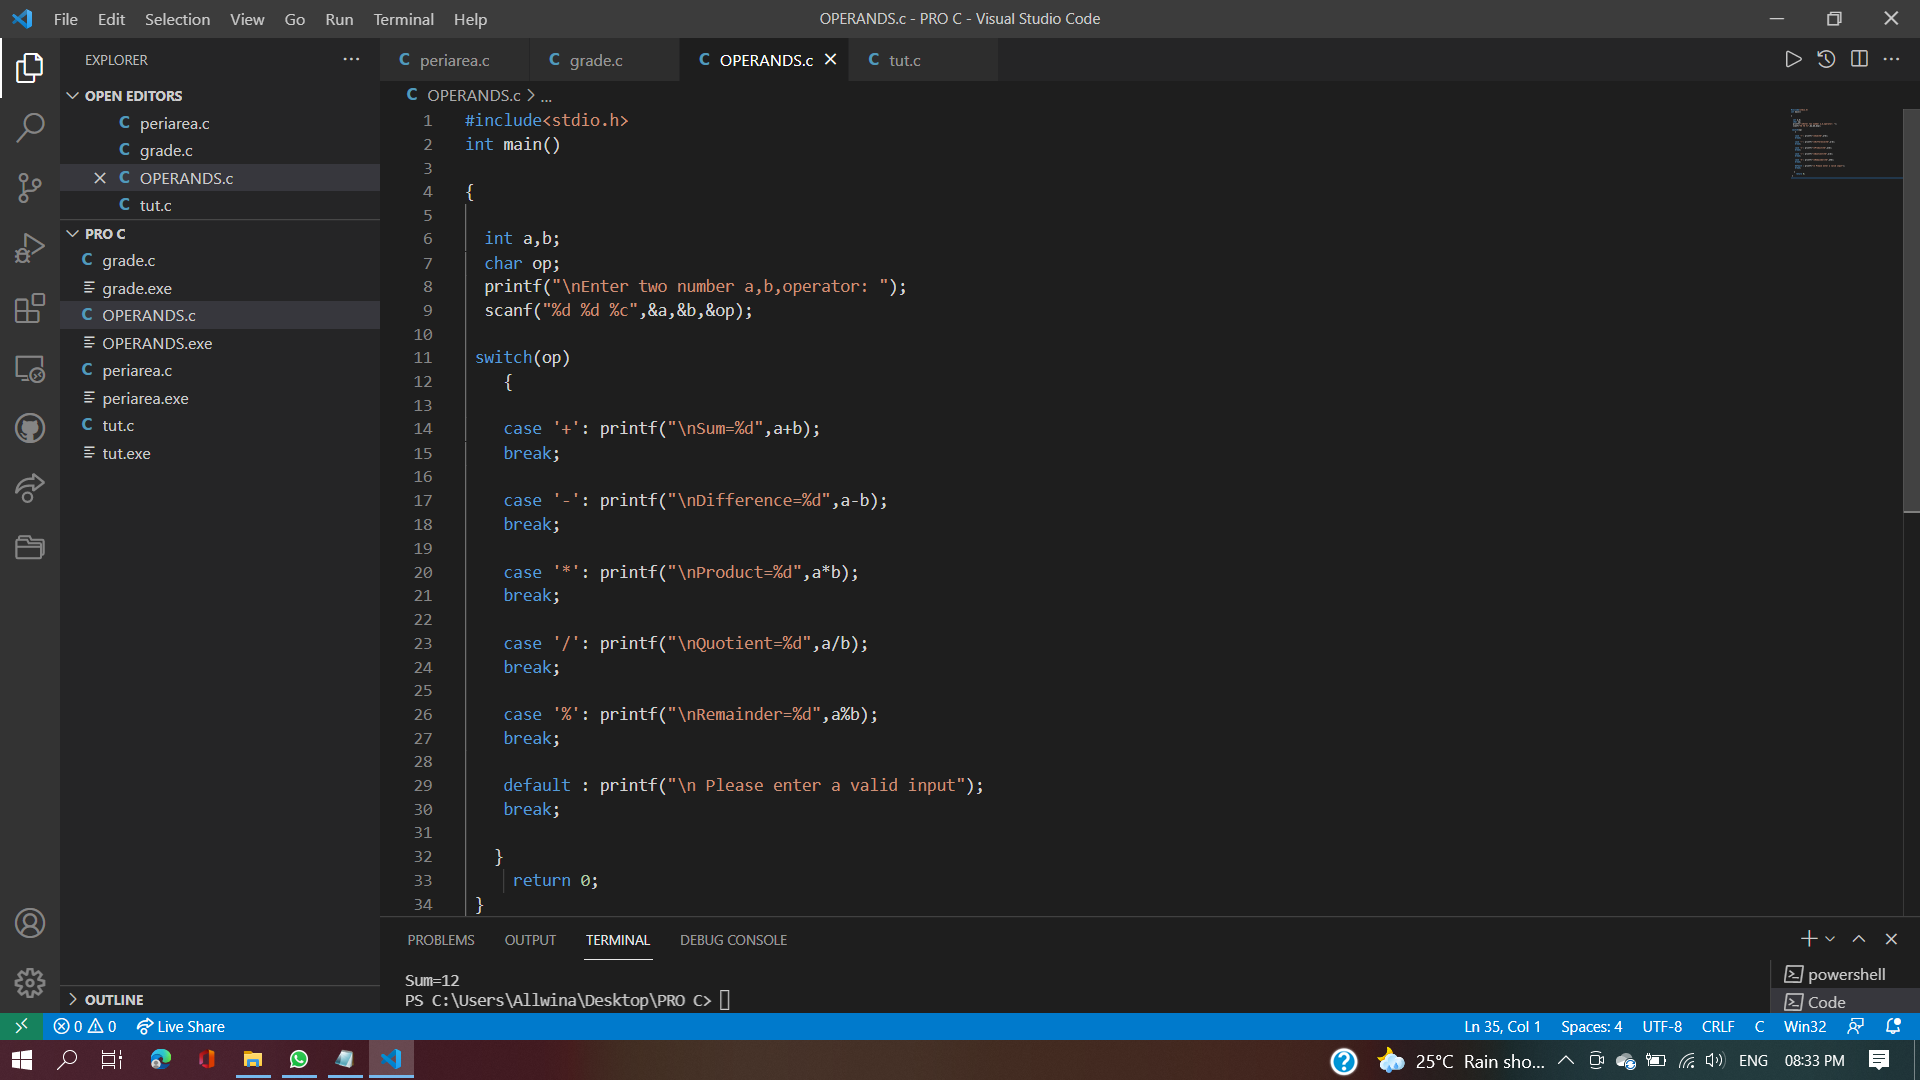 File Edit Selection View Go Run Terminal Help
OPERANDS.c - PRO C - Visual Studio Code
EXPLORER
OPEN EDITORS
periarea.c
grade.c
OPERANDS.c
tut.c
PRO C
grade.c
grade.exe
OPERANDS.c
OPERANDS.exe
periarea.c
periarea.exe
tut.c
tut.exe
OUTLINE
periarea.c grade.c OPERANDS.c tut.c
OPERANDS.c > ...
1 #include<stdio.h>
2 int main()
3
4 {
5
6 int a,b;
7 char op;
8 printf("\nEnter two number a,b,operator: ");
9 scanf("%d %d %c",&a,&b,&op);
10
11 switch(op)
12 {
13
14 case '+': printf("\nSum=%d",a+b);
15 break;
16
17 case '-': printf("\nDifference=%d",a-b);
18 break;
19
20 case '*': printf("\nProduct=%d",a*b);
21 break;
22
23 case '/': printf("\nQuotient=%d",a/b);
24 break;
25
26 case '%': printf("\nRemainder=%d",a%b);
27 break;
28
29 default : printf("\n Please enter a valid input");
30 break;
31
32 }
33 return 0;
34 }
PROBLEMS OUTPUT TERMINAL DEBUG CONSOLE
Sum=12
PS C:\Users\Allwina\Desktop\PRO C>
powershell
Code
0 0 Live Share
Ln 35, Col 1 Spaces: 4 UTF-8 CRLF C Win32
25°C Rain sho... ENG 08:33 PM